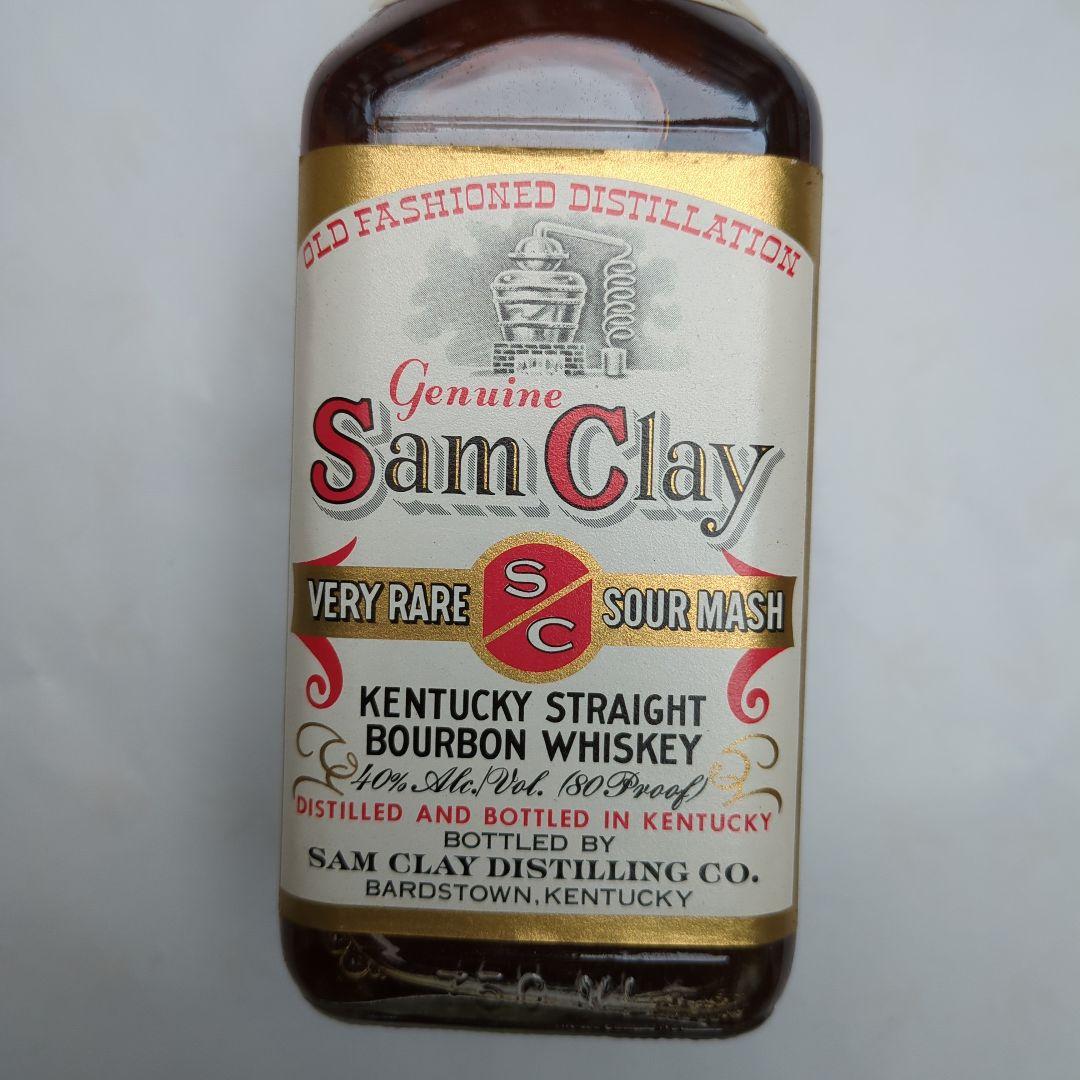 OLD FASHIONED DISTILLATION
Genuine
Sam Clay
VERY RARE SC SOUR MASH
KENTUCKY STRAIGHT
BOURBON WHISKEY
40% Alc./Vol. (80 Proof)
DISTILLED AND BOTTLED IN KENTUCKY
BOTTLED BY
SAM CLAY DISTILLING CO.
BARDSTOWN, KENTUCKY